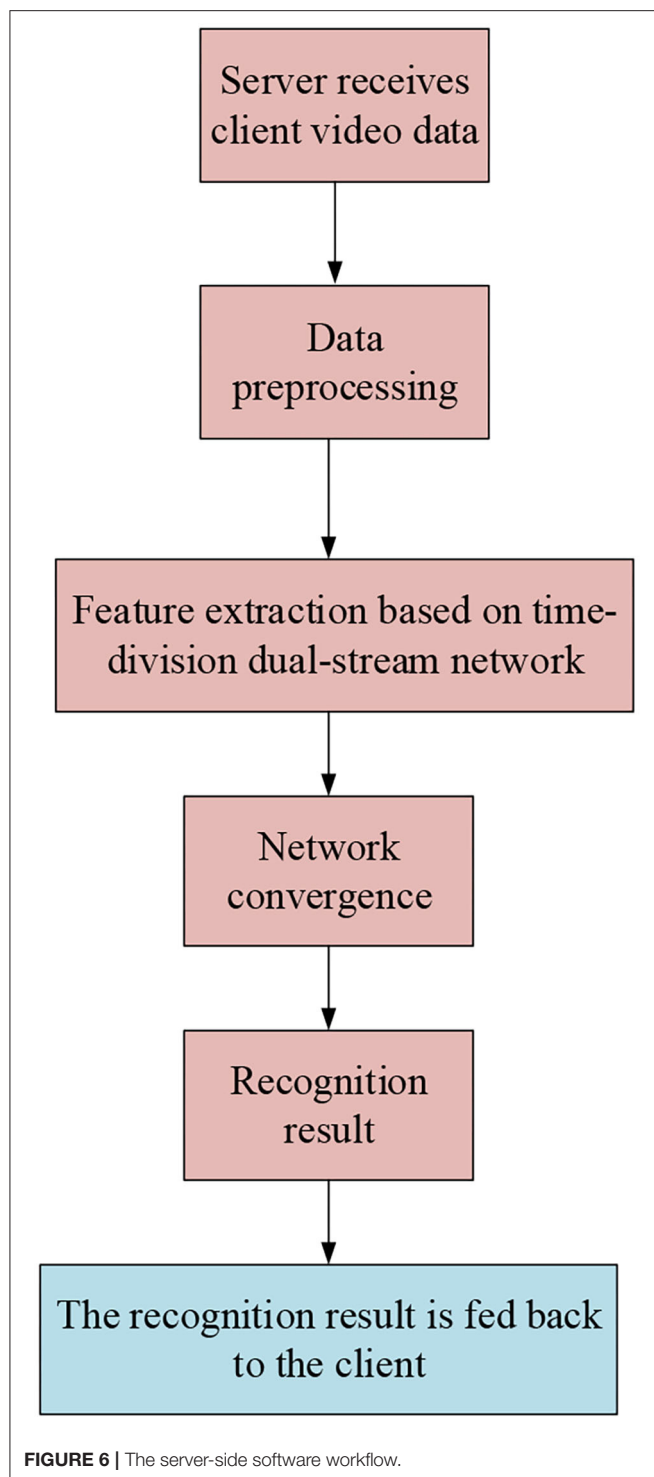 Server receives
client video data
Data
preprocessing
Feature extraction based on time-
division dual-stream network
Network
convergence
Recognition
result
The recognition result is fed back
to the client
FIGURE 6 | The server-side software workflow.